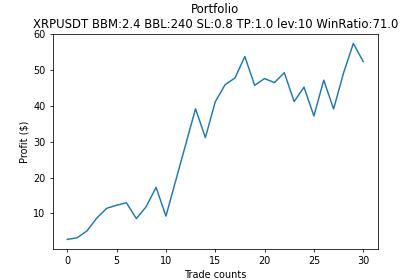 Portfolio
XRPUSDT BBM:2.4 BBL:240 SL:0.8 TP:1.0 lev:10 WinRatio:71.0
60
50
40
30
20
10
Profit ($)
0 5 10 15 20 25 30
Trade counts